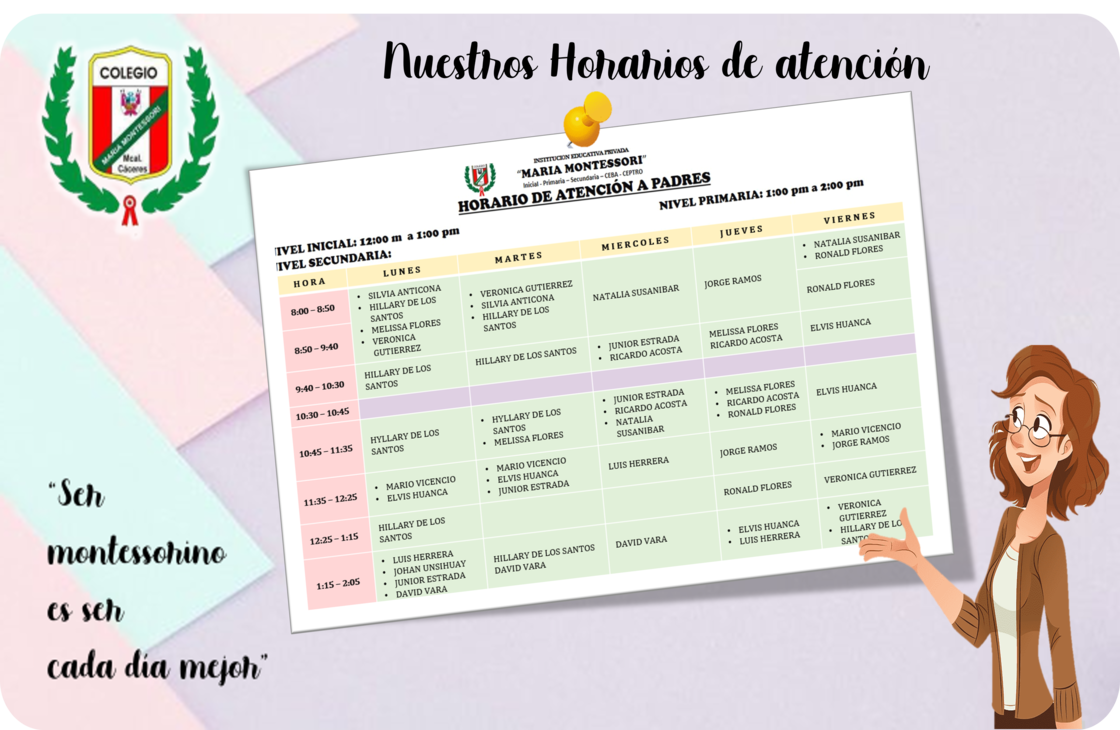 COLEGIO
MARIA MONTESSORI
Mcal.
Cáceres
Nuestros Horarios de atención
INSTITUCION EDUCATIVA PRIVADA
"MARIA MONTESSORI"
Inicial - Primaria – Secundaria – CEBA - CEPTRO
HORARIO DE ATENCIÓN A PADRES
IVEL INICIAL: 12:00 m a 1:00 pm
NIVEL PRIMARIA: 1:00 pm a 2:00 pm
IVEL SECUNDARIA:
HORA LUNES MARTES MIERCOLES JUEVES VIERNES
8:00 – 8:50
8:50 – 9:40
9:40 – 10:30
10:30 – 10:45
10:45 – 11:35
11:35 – 12:25
12:25 – 1:15
1:15 – 2:05
• SILVIA ANTICONA
• HILLARY DE LOS
SANTOS
• MELISSA FLORES
• VERONICA
GUTIERREZ
HILLARY DE LOS
SANTOS
HYLLARY DE LOS
SANTOS
• MARIO VICENCIO
• ELVIS HUANCA
HILLARY DE LOS
SANTOS
• LUIS HERRERA
• JOHAN UNSIHUAY
• JUNIOR ESTRADA
• DAVID VARA
• VERONICA GUTIERREZ
• SILVIA ANTICONA
• HILLARY DE LOS
SANTOS
HILLARY DE LOS SANTOS
• HYLLARY DE LOS
SANTOS
• MELISSA FLORES
• MARIO VICENCIO
• ELVIS HUANCA
• JUNIOR ESTRADA
HILLARY DE LOS SANTOS
DAVID VARA
NATALIA SUSANIBAR
• JUNIOR ESTRADA
• RICARDO ACOSTA
• JUNIOR ESTRADA
• RICARDO ACOSTA
• NATALIA
SUSANIBAR
LUIS HERRERA
DAVID VARA
JORGE RAMOS
MELISSA FLORES
RICARDO ACOSTA
• MELISSA FLORES
• RICARDO ACOSTA
• RONALD FLORES
JORGE RAMOS
RONALD FLORES
• ELVIS HUANCA
• LUIS HERRERA
• NATALIA SUSANIBAR
• RONALD FLORES
RONALD FLORES
ELVIS HUANCA
ELVIS HUANCA
• MARIO VICENCIO
• JORGE RAMOS
VERONICA GUTIERREZ
• VERONICA
GUTIERREZ
• HILLARY DE LO
SANTO
"Ser
montessorino
es ser
cada día mejor"